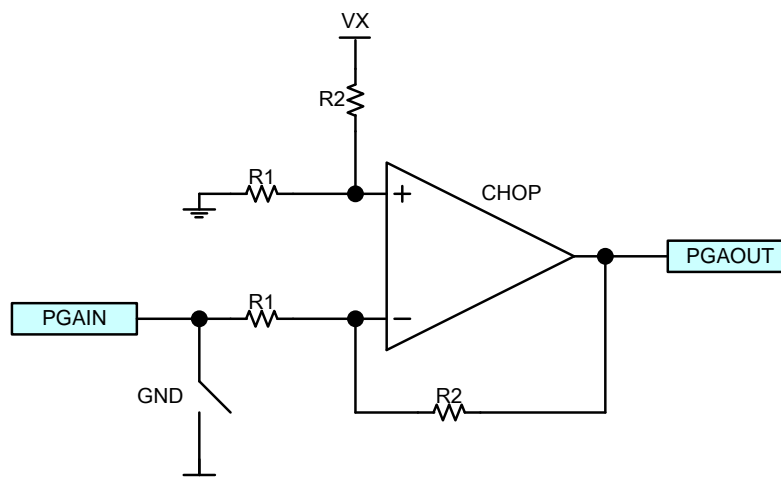 VX
R2
R1
CHOP
PGAOUT
R1
PGAIN
GND
R2